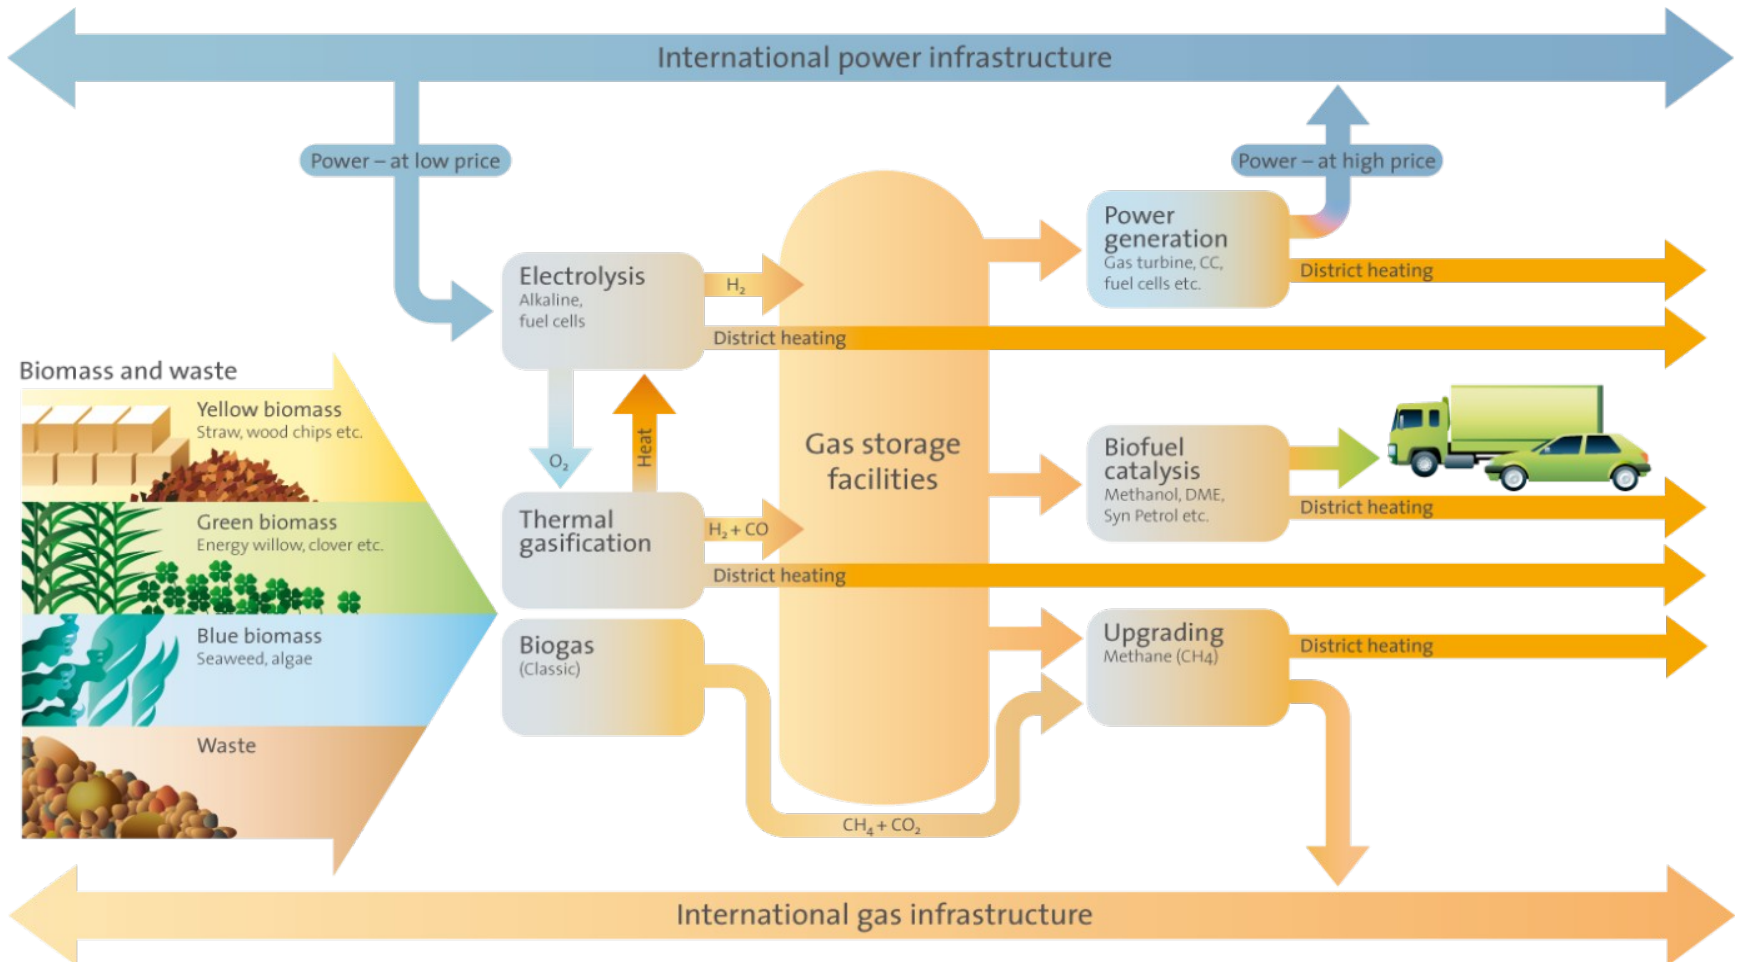 International power infrastructure
Power – at low price
Power – at high price
Power
generation
Gas turbine, CC,
fuel cells etc.
District heating
Electrolysis
Alkaline,
fuel cells
H₂
District heating
Biomass and waste
Yellow biomass
Straw, wood chips etc.
Green biomass
Energy willow, clover etc.
Blue biomass
Seaweed, algae
Waste
O₂
Heat
Gas storage
facilities
Biofuel
catalysis
Methanol, DME,
Syn Petrol etc.
District heating
Thermal
gasification
H₂ + CO
District heating
Biogas
(Classic)
Upgrading
Methane (CH4)
District heating
CH₄ + CO₂
International gas infrastructure